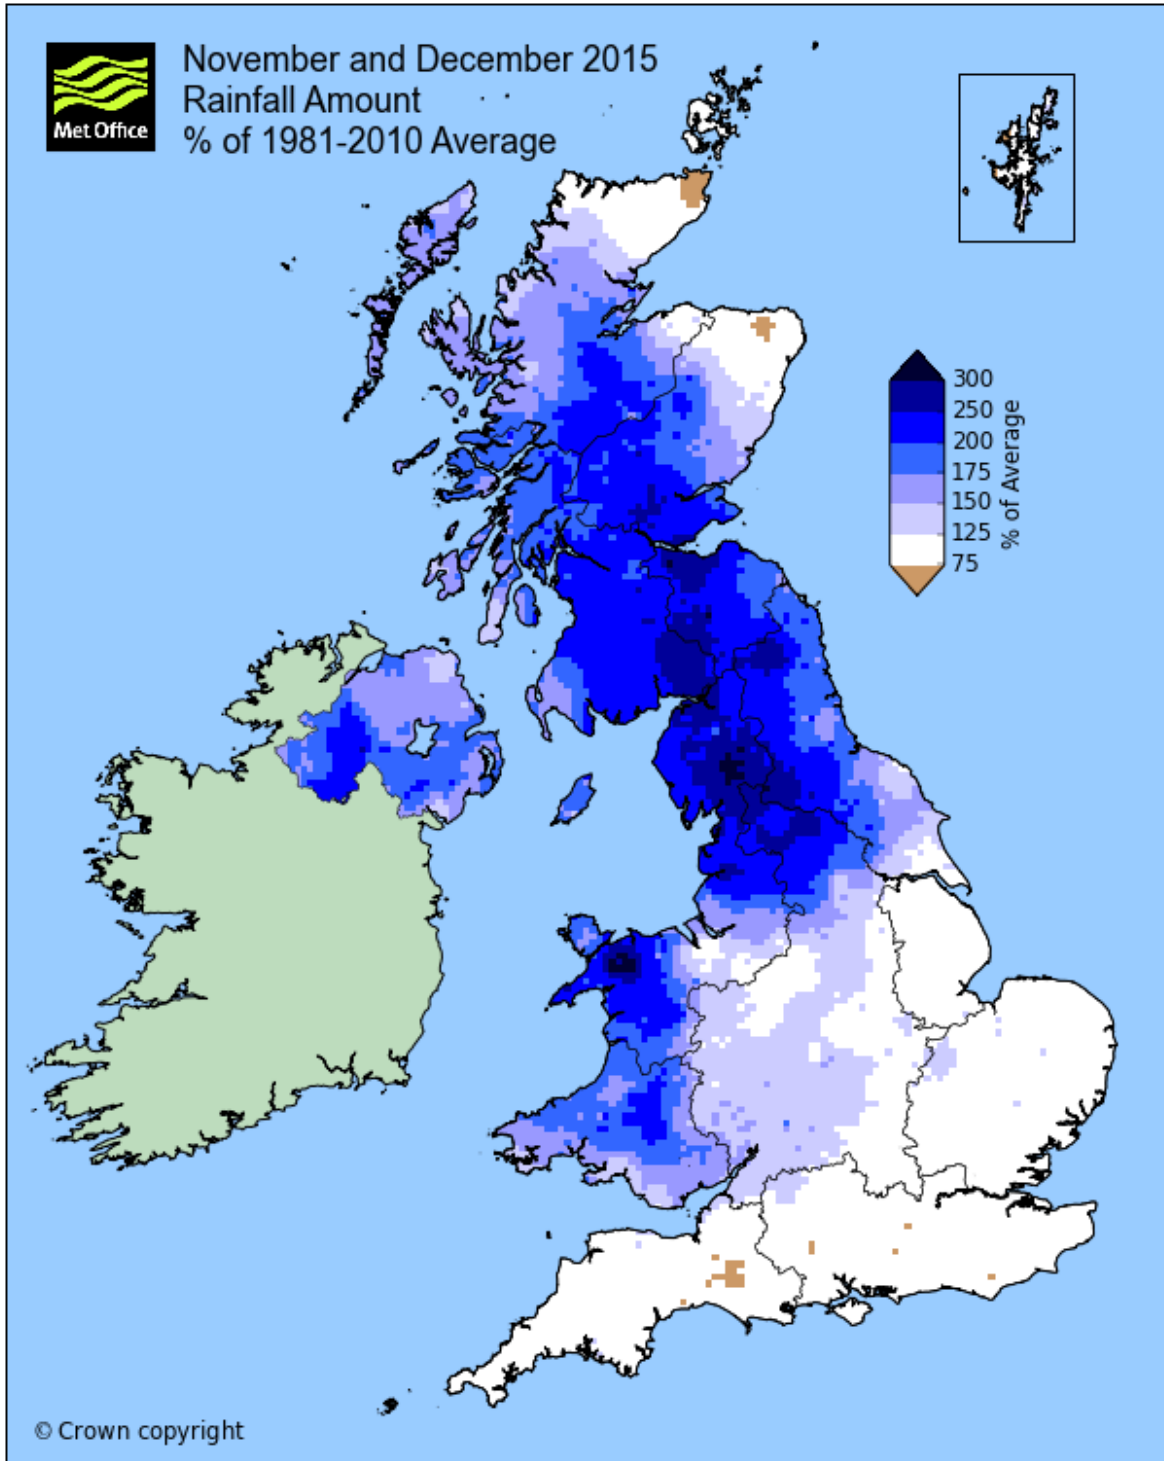 November and December 2015
Rainfall Amount
% of 1981-2010 Average
Met Office
300
250
200
175
150
125
75
% of Average
© Crown copyright